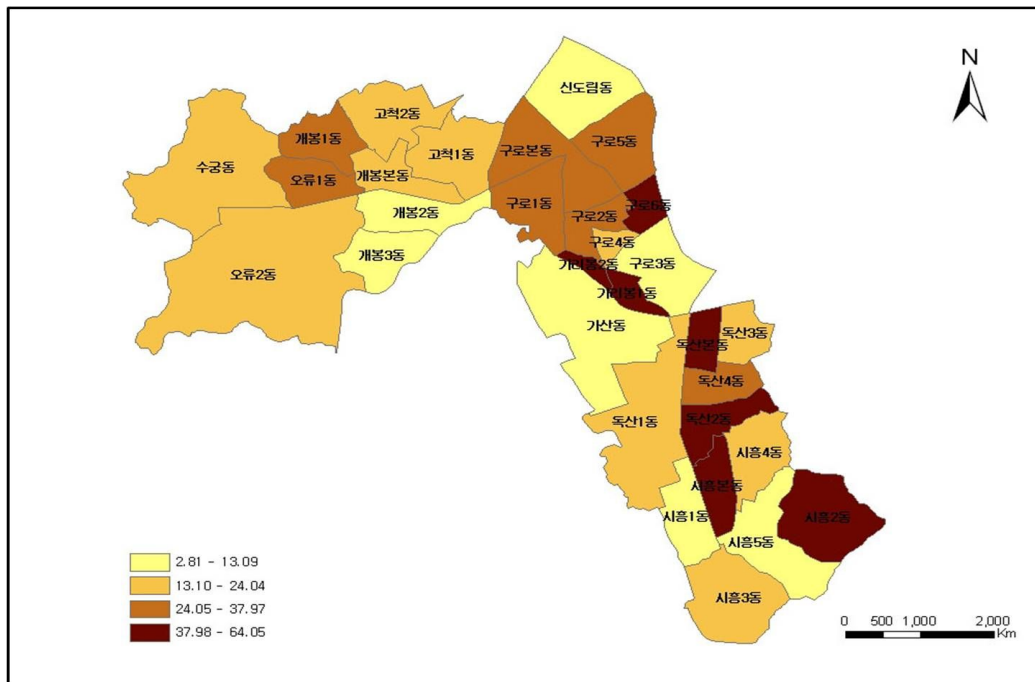 N
신도림동
고척2동
개봉1동
구로본동
구로5동
고척1동
수궁동
개봉본동
오류1동
구로1동
구로2동
구로6동
개봉2동
구로4동
개봉3동
가리봉2동
구로3동
오류2동
가리봉1동
가산동
독산본동
독산3동
독산4동
독산1동
독산2동
시흥4동
시흥본동
시흥1동
시흥2동
시흥5동
시흥3동
2.81 - 13.09
13.10 - 24.04
24.05 - 37.97
37.98 - 64.05
0 500 1,000 2,000
Km